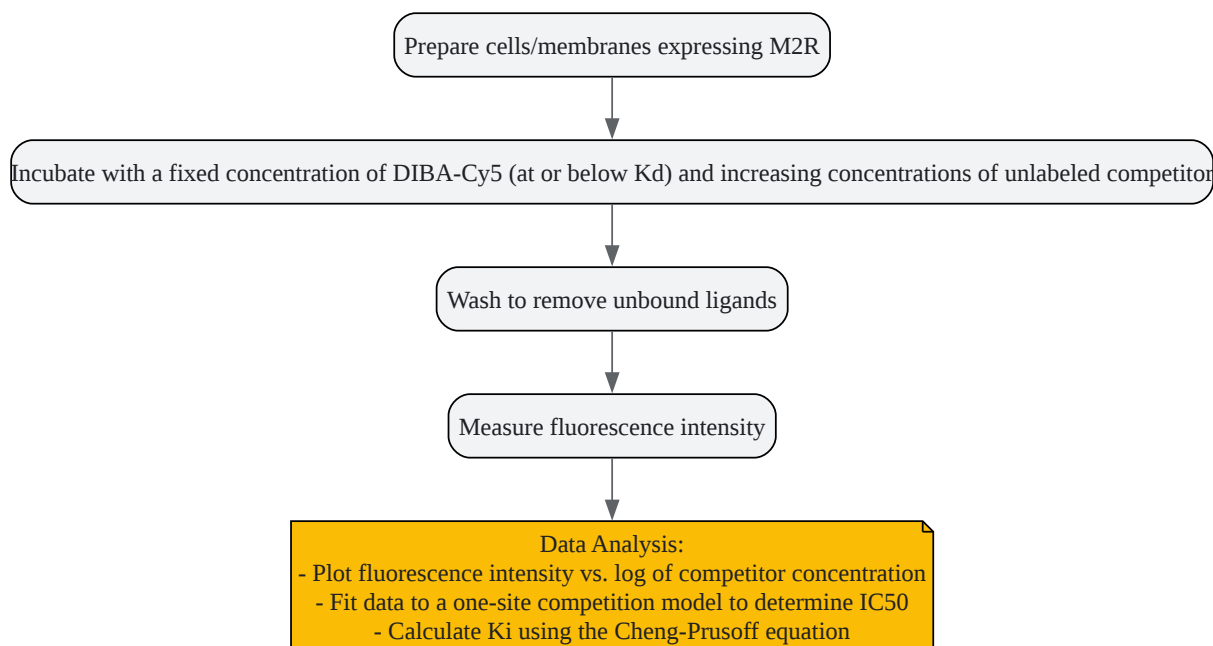 Prepare cells/membranes expressing M2R
Incubate with a fixed concentration of DIBA-Cy5 (at or below Kd) and increasing concentrations of unlabeled competitor
Wash to remove unbound ligands
Measure fluorescence intensity
Data Analysis:
- Plot fluorescence intensity vs. log of competitor concentration
- Fit data to a one-site competition model to determine IC50
- Calculate Ki using the Cheng-Prusoff equation